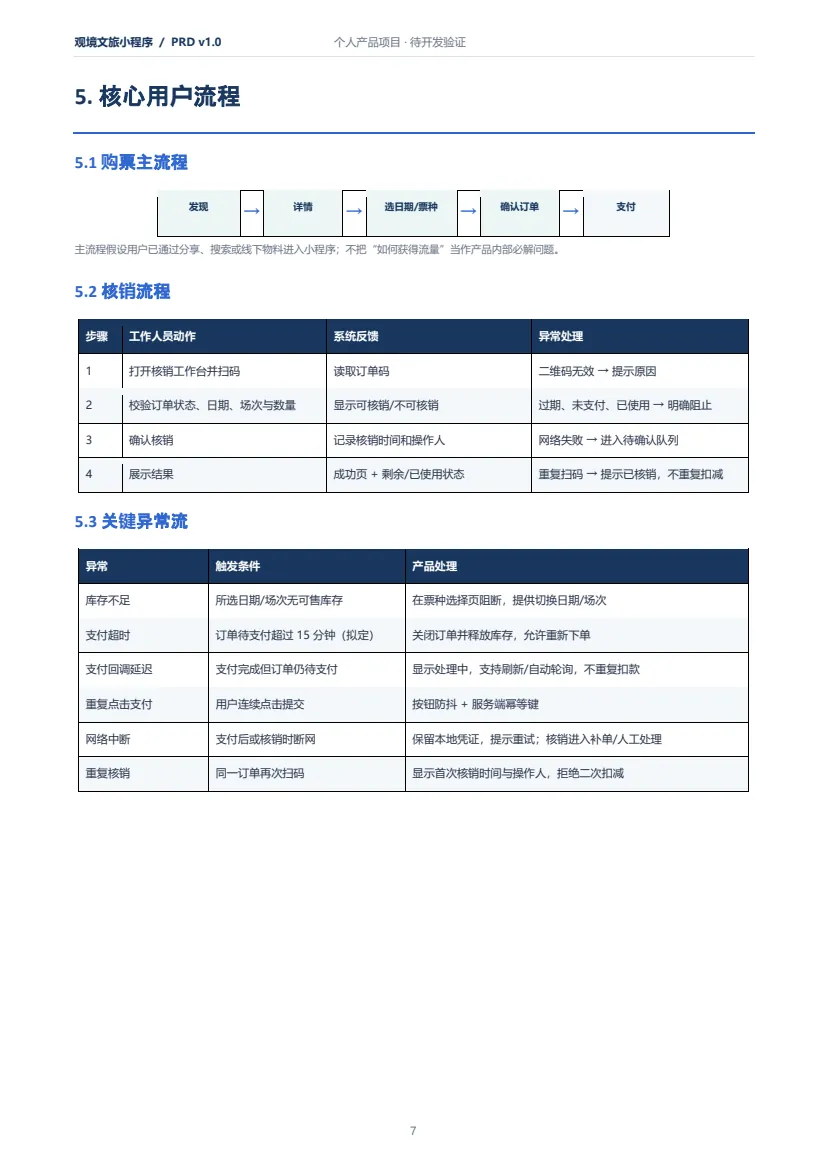 观境文旅小程序 / PRD v1.0 个人产品项目 · 待开发验证
5. 核心用户流程
5.1 购票主流程
发现 → 详情 → 选日期/票种 → 确认订单 → 支付
主流程假设用户已通过分享、搜索或线下物料进入小程序；不把“如何获得流量”当作产品内部必解问题。
5.2 核销流程
步骤 工作人员动作 系统反馈 异常处理
1 打开核销工作台并扫码 读取订单码 二维码无效 → 提示原因
2 校验订单状态、日期、场次与数量 显示可核销/不可核销 过期、未支付、已使用 → 明确阻止
3 确认核销 记录核销时间和操作人 网络失败 → 进入待确认队列
4 展示结果 成功页 + 剩余/已使用状态 重复扫码 → 提示已核销，不重复扣减
5.3 关键异常流
异常 触发条件 产品处理
库存不足 所选日期/场次无可售库存 在票种选择页阻断，提供切换日期/场次
支付超时 订单待支付超过 15 分钟（拟定） 关闭订单并释放库存，允许重新下单
支付回调延迟 支付完成但订单仍待支付 显示处理中，支持刷新/自动轮询，不重复扣款
重复点击支付 用户连续点击提交 按钮防抖 + 服务端幂等键
网络中断 支付后或核销时断网 保留本地凭证，提示重试；核销进入补单/人工处理
重复核销 同一订单再次扫码 显示首次核销时间与操作人，拒绝二次扣减
7